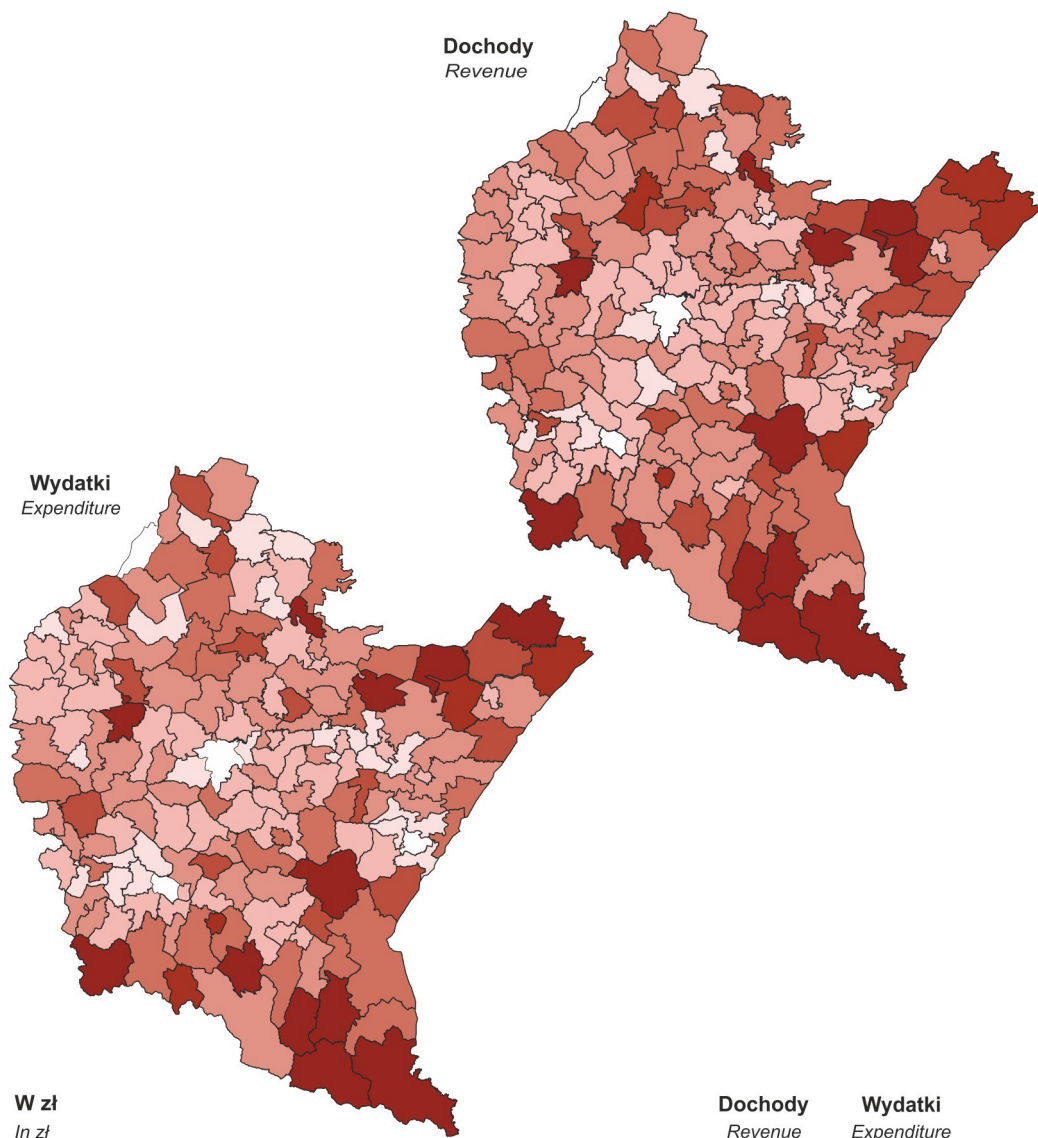 Dochody
Revenue
Wydatki
Expenditure
W zł
In zł
Dochody Wydatki
Revenue Expenditure